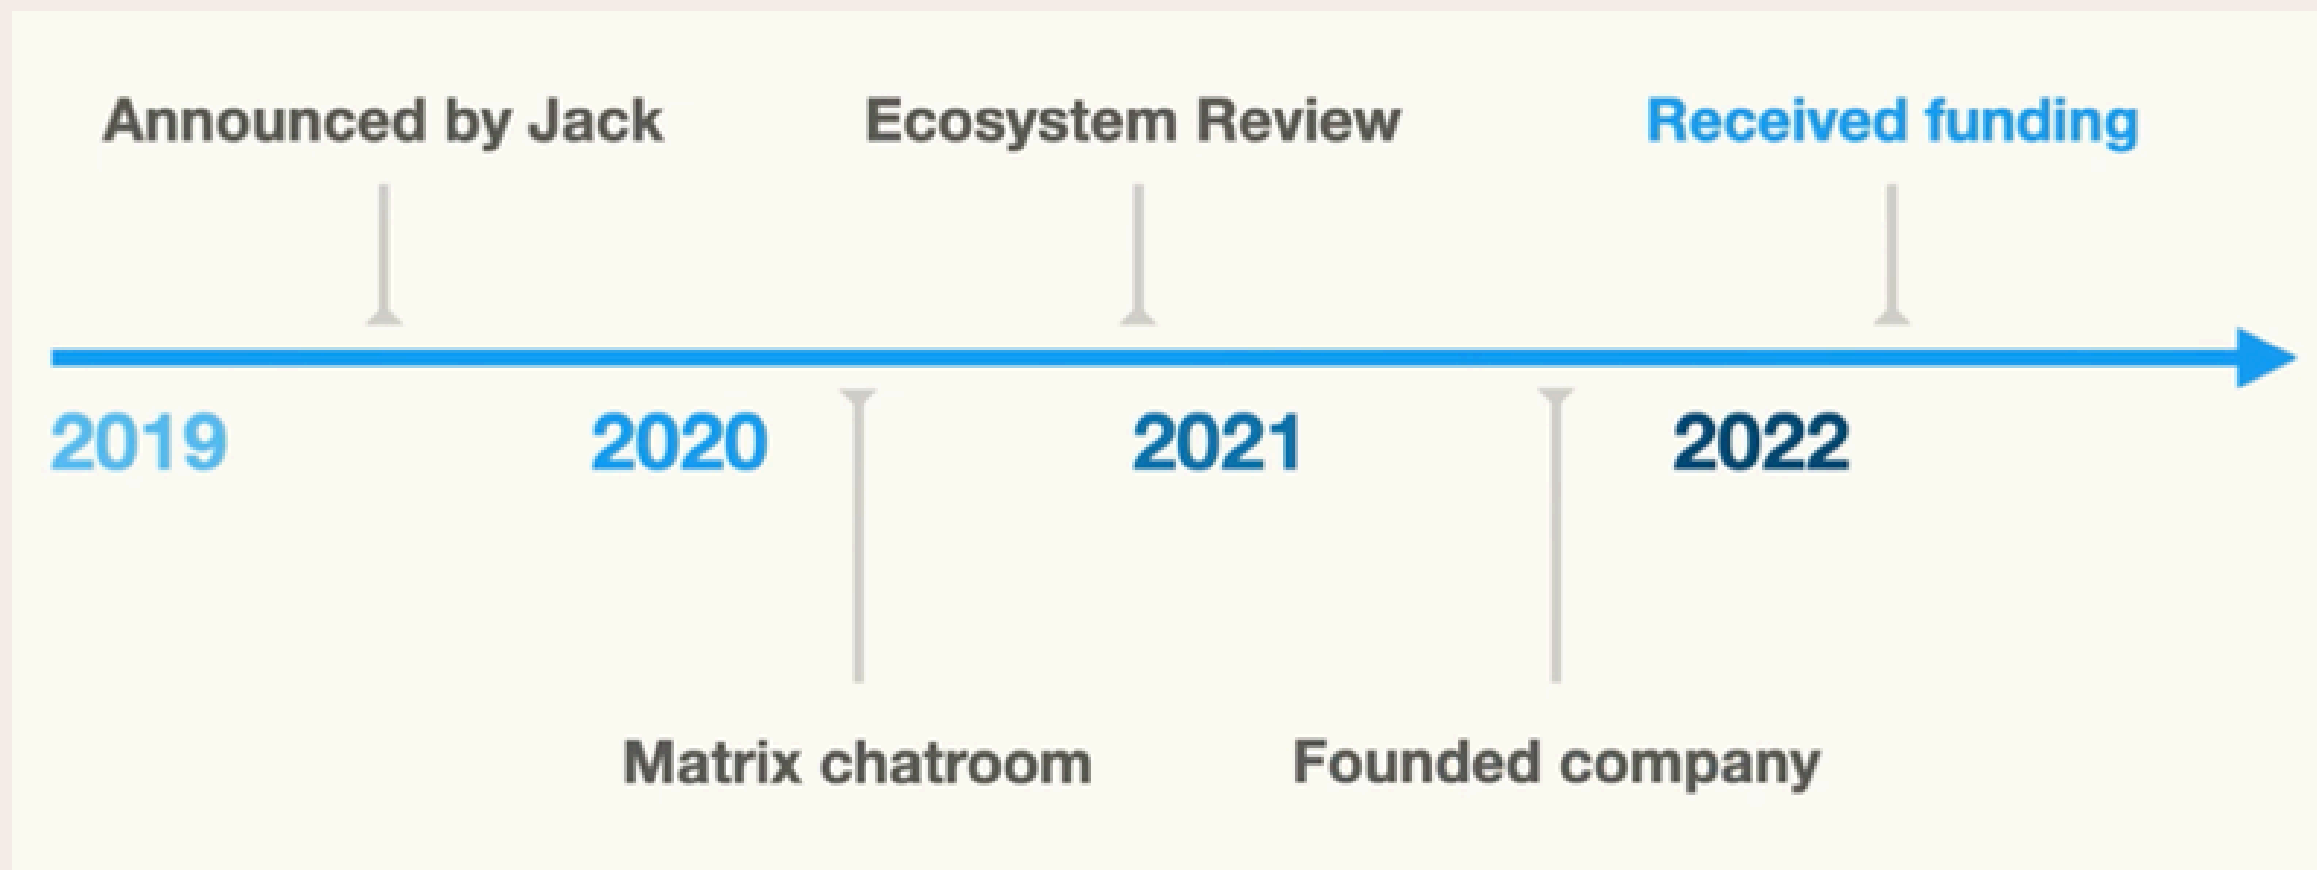 Announced by Jack
Ecosystem Review
Received funding
2019
2020
2021
2022
Matrix chatroom
Founded company